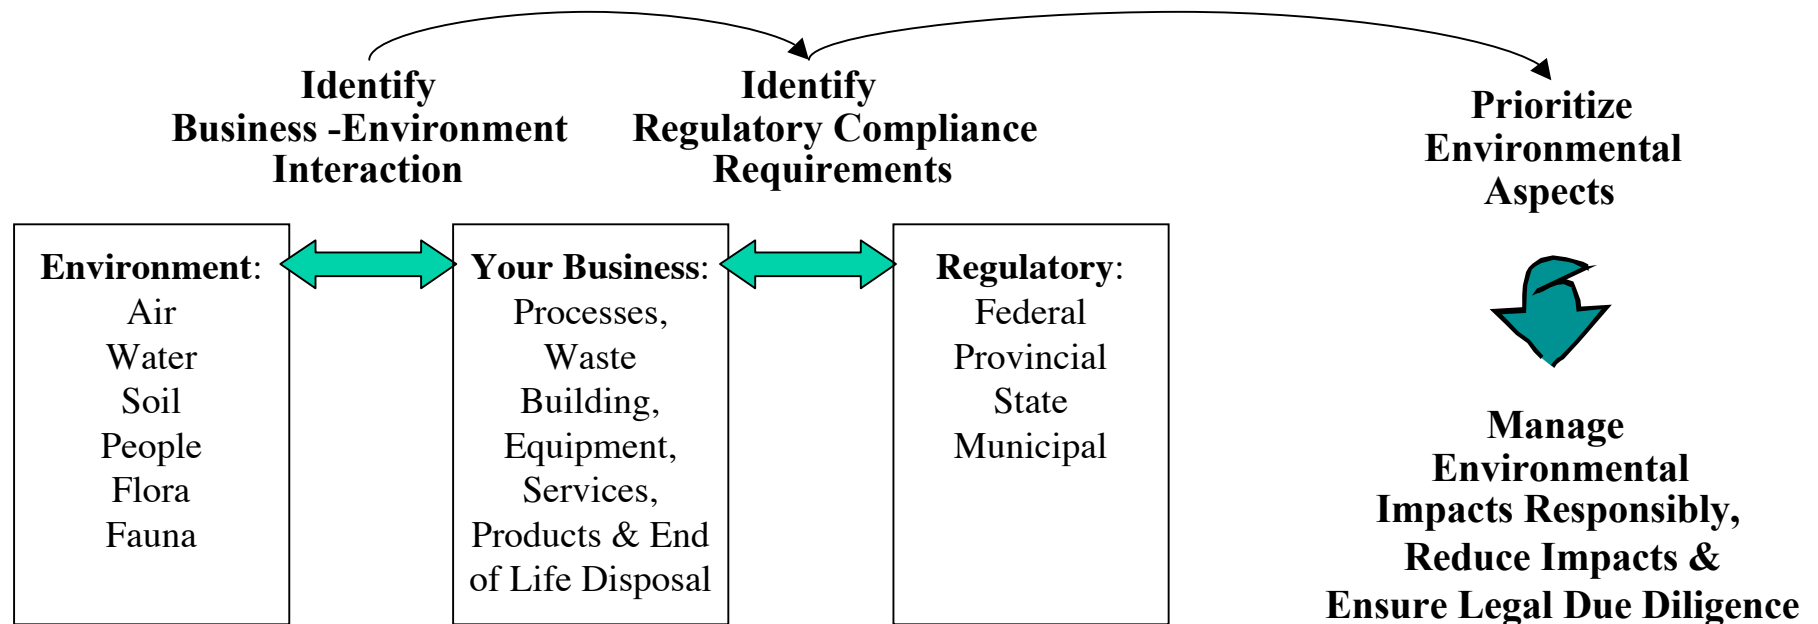 Identify
Business -Environment
Interaction
Identify
Regulatory Compliance
Requirements
Prioritize
Environmental
Aspects
Environment:
Air
Water
Soil
People
Flora
Fauna
Your Business:
Processes,
Waste
Building,
Equipment,
Services,
Products & End
of Life Disposal
Regulatory:
Federal
Provincial
State
Municipal
Manage
Environmental
Impacts Responsibly,
Reduce Impacts &
Ensure Legal Due Diligence